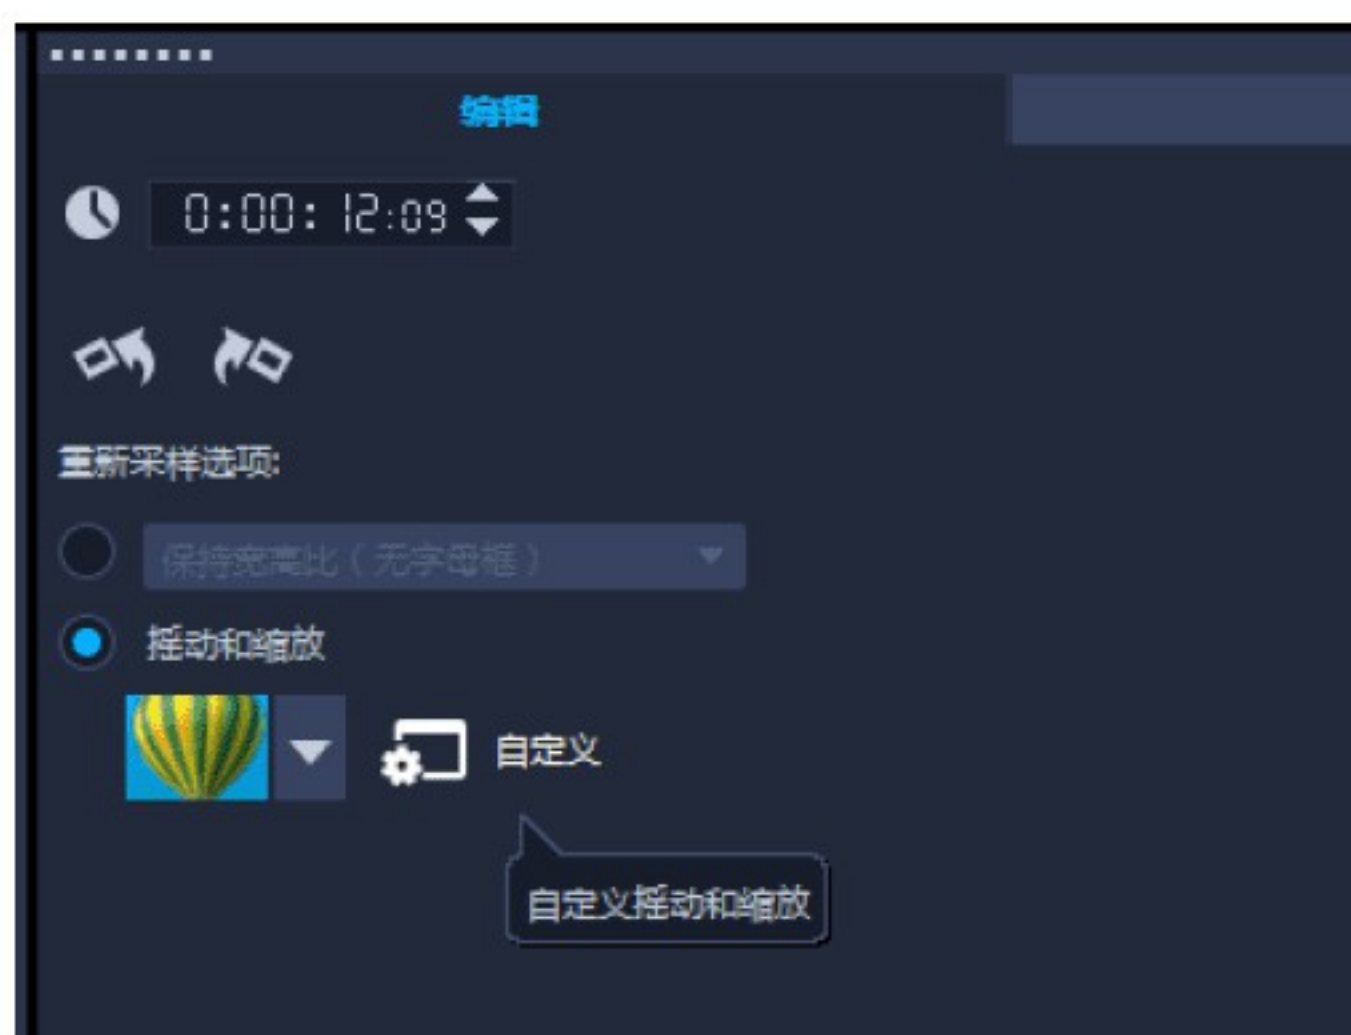 编辑
0:00:12:09
重新采样选项:
保持宽高比（无字母框）
摇动和缩放
自定义
自定义摇动和缩放